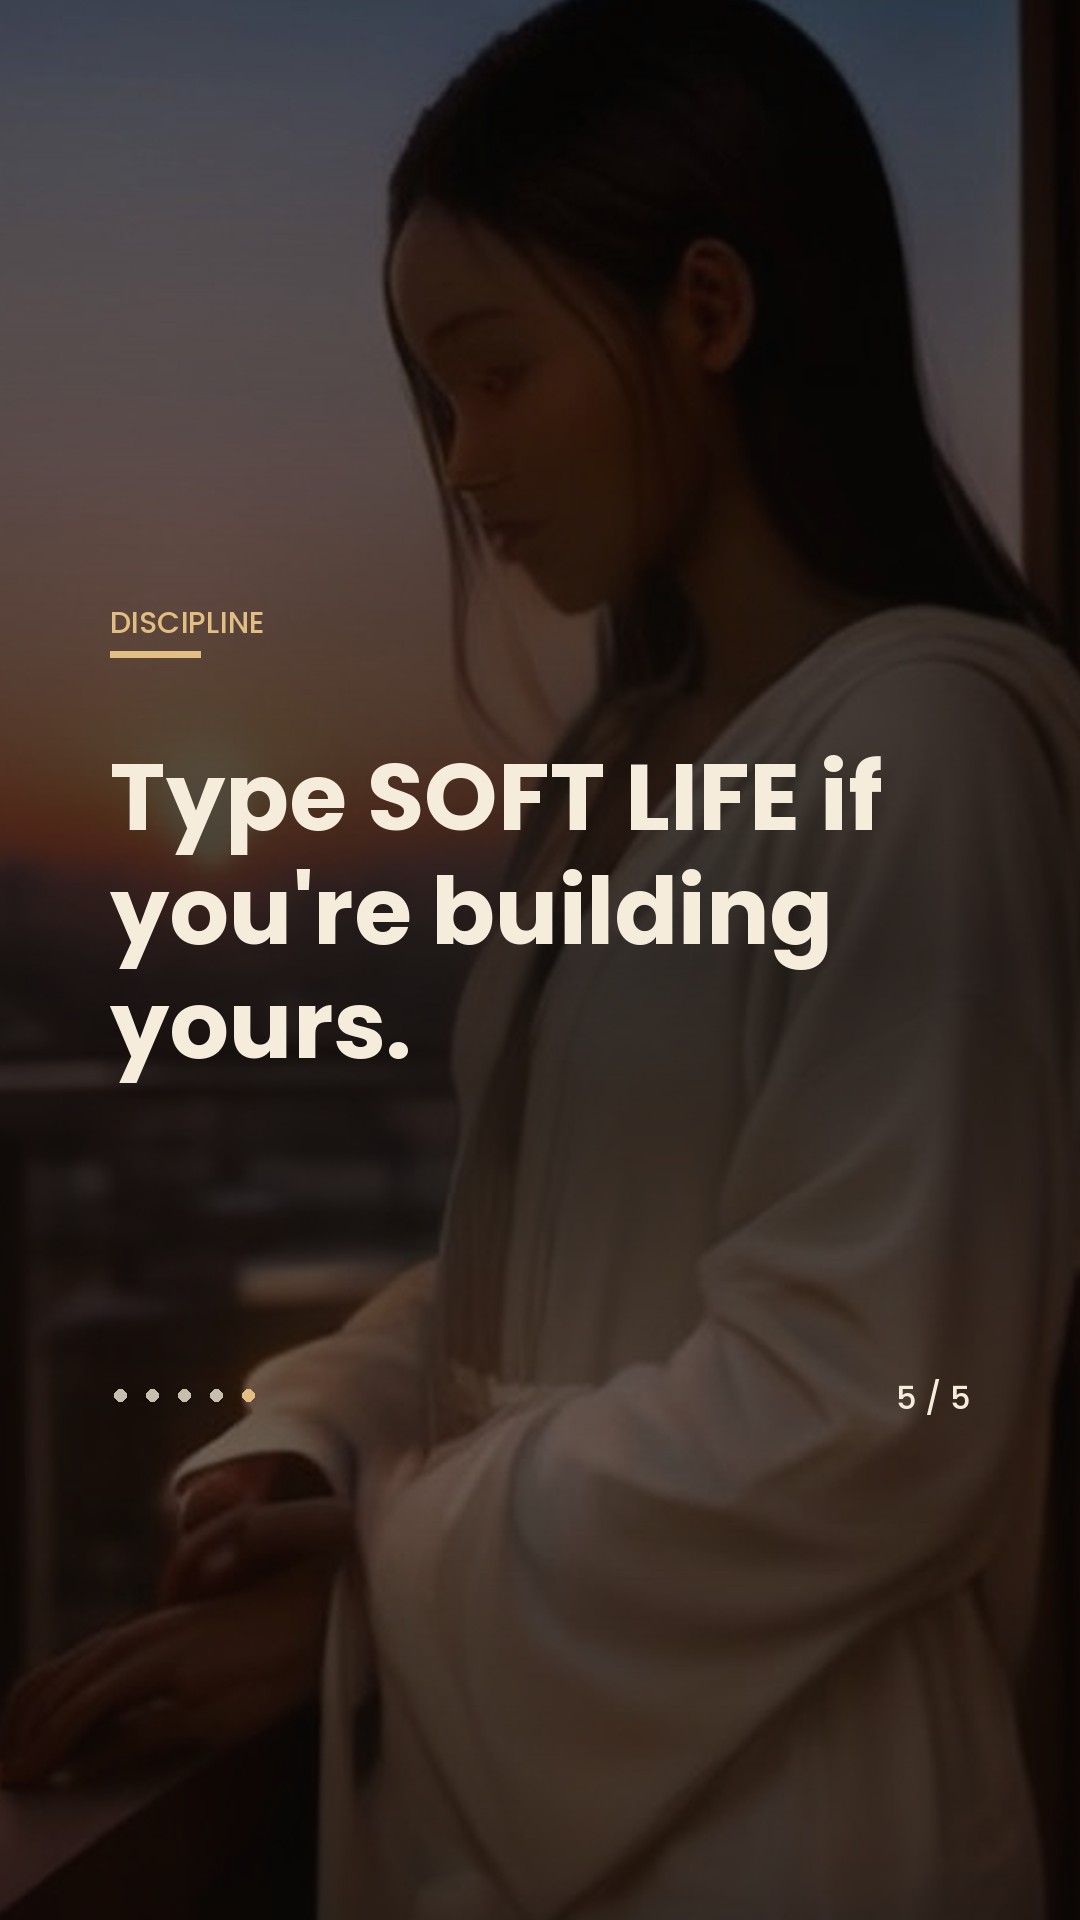 DISCIPLINE
Type SOFT LIFE if
you're building
yours.
5 / 5